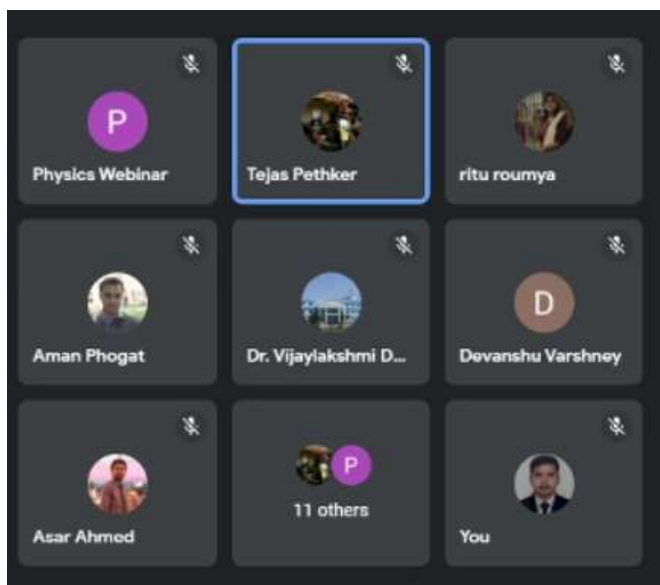 P
Physics Webinar
Tejas Pethker
ritu roumya
Aman Phogat
Dr. Vijaylakshmi D...
D
Devanshu Varshney
Asar Ahmed
P
11 others
You